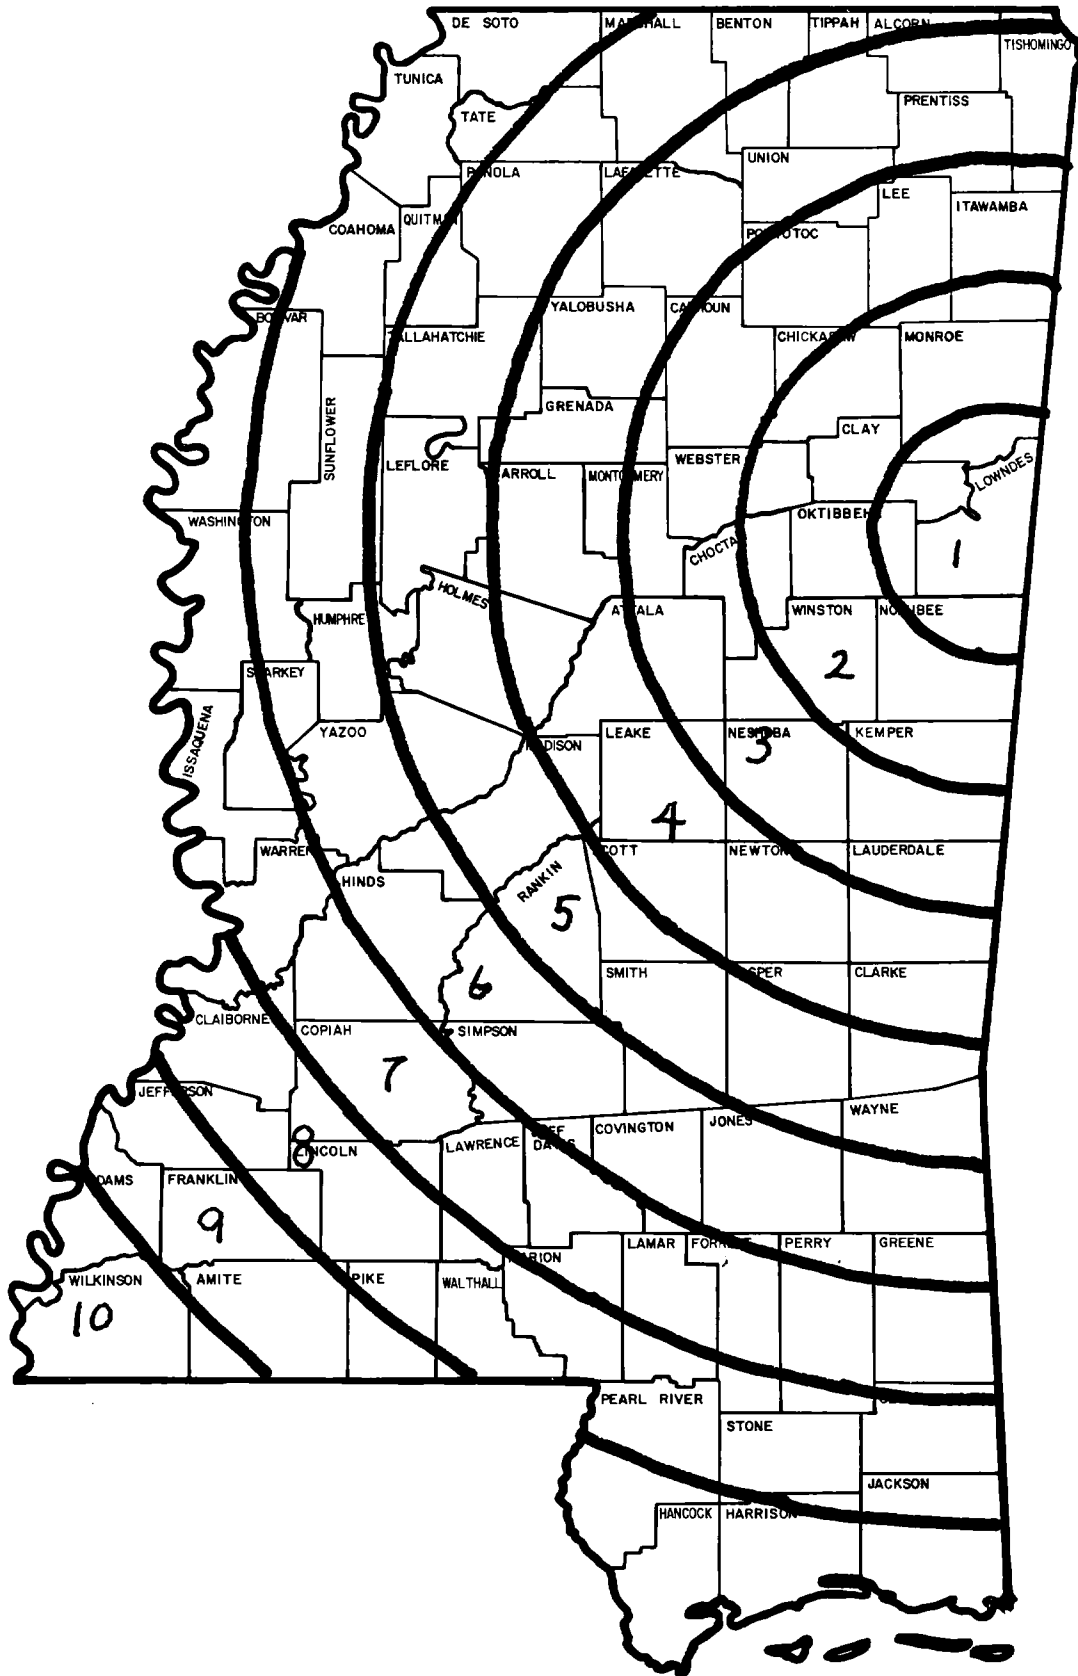 DE SOTO
MARSHALL
BENTON
TIPPAH
ALCORN
TISHOMINGO
TUNICA
TATE
PRENTISS
PANOLA
LAFAYETTE
UNION
LEE
ITAWAMBA
COAHOMA
QUITMAN
PONTOTOC
BOLIVAR
TALLAHATCHIE
YALOBUSHA
CALHOUN
CHICKASAW
MONROE
SUNFLOWER
GRENADA
CLAY
LEFLORE
CARROLL
MONTGOMERY
WEBSTER
LOWNDES
WASHINGTON
OKTIBBEHA
CHOCTAW
1
HOLMES
HUMPHRE
ATTALA
WINSTON
NOXUBEE
2
SHARKEY
ISSAQUENA
YAZOO
MADISON
LEAKE
NESHOBA
KEMPER
3
4
WARREN
HINDS
RANKIN
SCOTT
NEWTON
LAUDERDALE
5
6
SMITH
JASPER
CLARKE
CLAIBORNE
COPIAH
SIMPSON
7
JEFFERSON
8
LINCOLN
LAWRENCE
JEFF
DAVIS
COVINGTON
JONES
WAYNE
ADAMS
FRANKLIN
9
WILKINSON
AMITE
PIKE
WALTHALL
MARION
LAMAR
FORREST
PERRY
GREENE
10
PEARL RIVER
STONE
HANCOCK
HARRISON
JACKSON